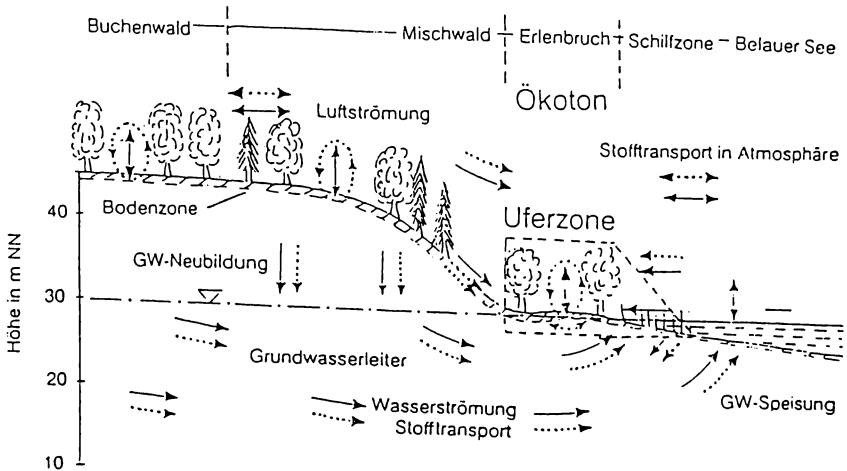 Buchenwald
Mischwald
Erlenbruch
Schilfzone
Belauer See
Ökoton
Luftströmung
Stofftransport in Atmosphäre
Bodenzone
Uferzone
GW-Neubildung
Höhe in m NN
40
30
20
10
Grundwasserleiter
Wasserströmung
Stofftransport
GW-Speisung